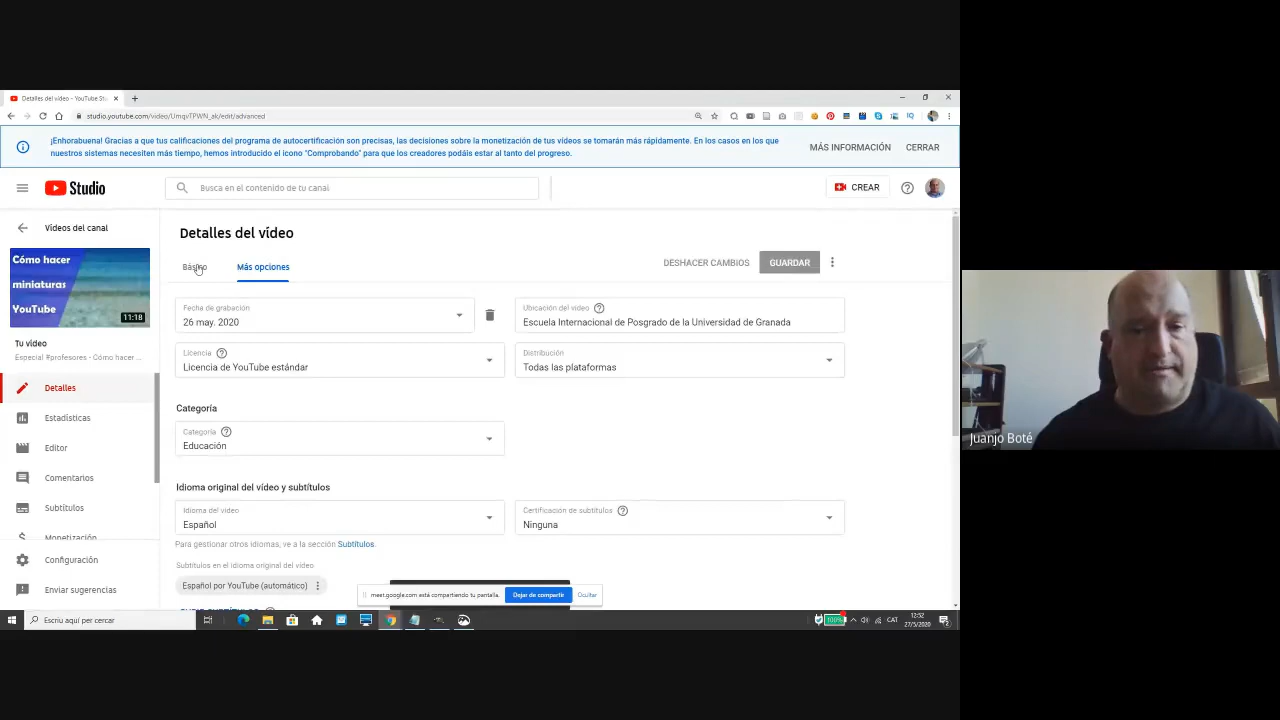 Detalles del vídeo - YouTube Stu
studio.youtube.com/video/UmqvTPWN_ak/edit/advanced
¡Enhorabuena! Gracias a que tus calificaciones del programa de autocertificación son precisas, las decisiones sobre la monetización de tus vídeos se tomarán más rápidamente. En los casos en los que
nuestros sistemas necesiten más tiempo, hemos introducido el icono "Comprobando" para que los creadores podáis estar al tanto del progreso.
MÁS INFORMACIÓN
CERRAR
Studio
Busca en el contenido de tu canal
CREAR
Vídeos del canal
Detalles del vídeo
Cómo hacer
miniaturas
YouTube
11:18
Tu vídeo
Especial #profesores - Cómo hacer ...
Detalles
Estadísticas
Editor
Comentarios
Subtítulos
Monetización
Configuración
Enviar sugerencias
Básico
Más opciones
DESHACER CAMBIOS
GUARDAR
Fecha de grabación
26 may. 2020
Ubicación del vídeo
Escuela Internacional de Posgrado de la Universidad de Granada
Licencia
Licencia de YouTube estándar
Distribución
Todas las plataformas
Categoría
Categoría
Educación
Idioma original del vídeo y subtítulos
Idioma del vídeo
Español
Certificación de subtítulos
Ninguna
Para gestionar otros idiomas, ve a la sección Subtítulos.
Subtítulos en el idioma original del vídeo
Español por YouTube (automático)
meet.google.com está compartiendo tu pantalla.
Dejar de compartir
Ocultar
Escriu aquí per cercar
100%
CAT
12:52
27/5/2020
Juanjo Boté